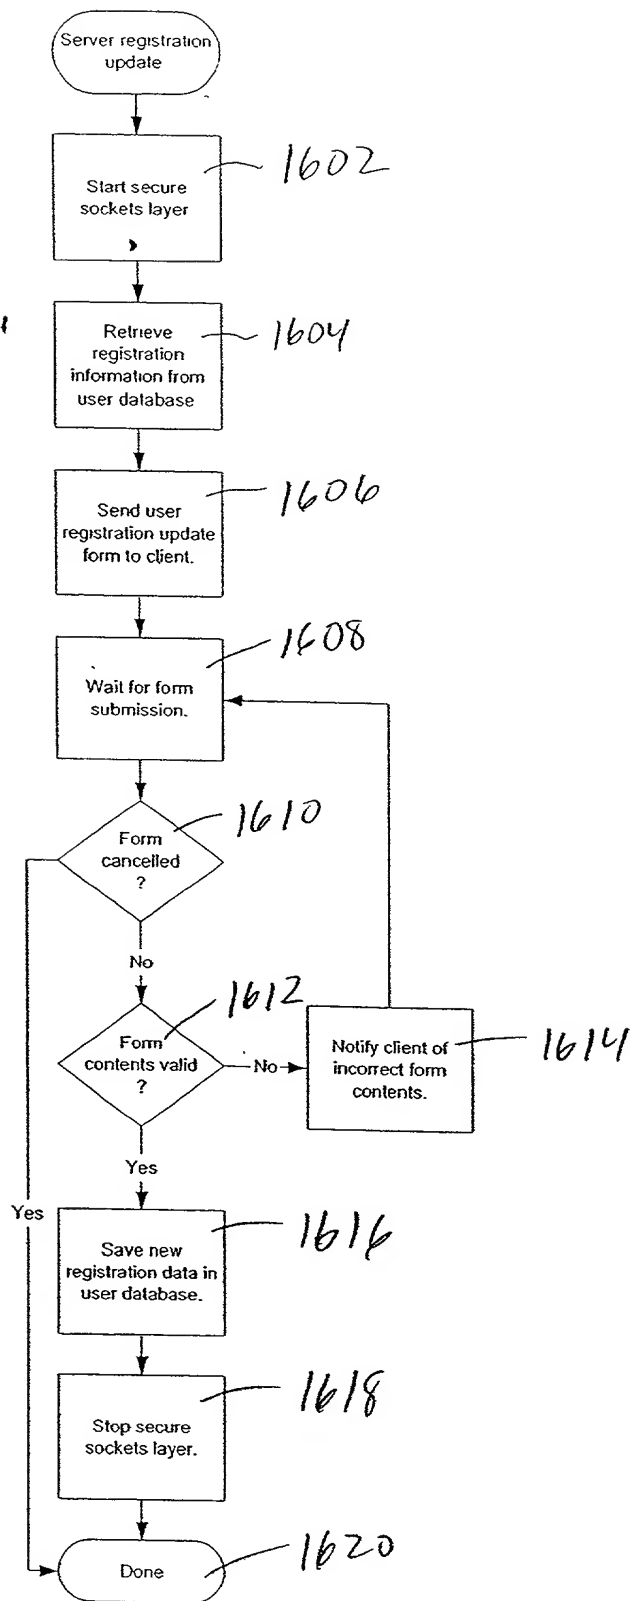 Server registration
update
1602
Start secure
sockets layer
1604
Retrieve
registration
information from
user database
1606
Send user
registration update
form to client.
1608
Wait for form
submission.
1610
Form
cancelled
?
No
1612
Form
contents valid
?
No
Notify client of
incorrect form
contents.
1614
Yes
Yes
1616
Save new
registration data in
user database.
1618
Stop secure
sockets layer.
1620
Done